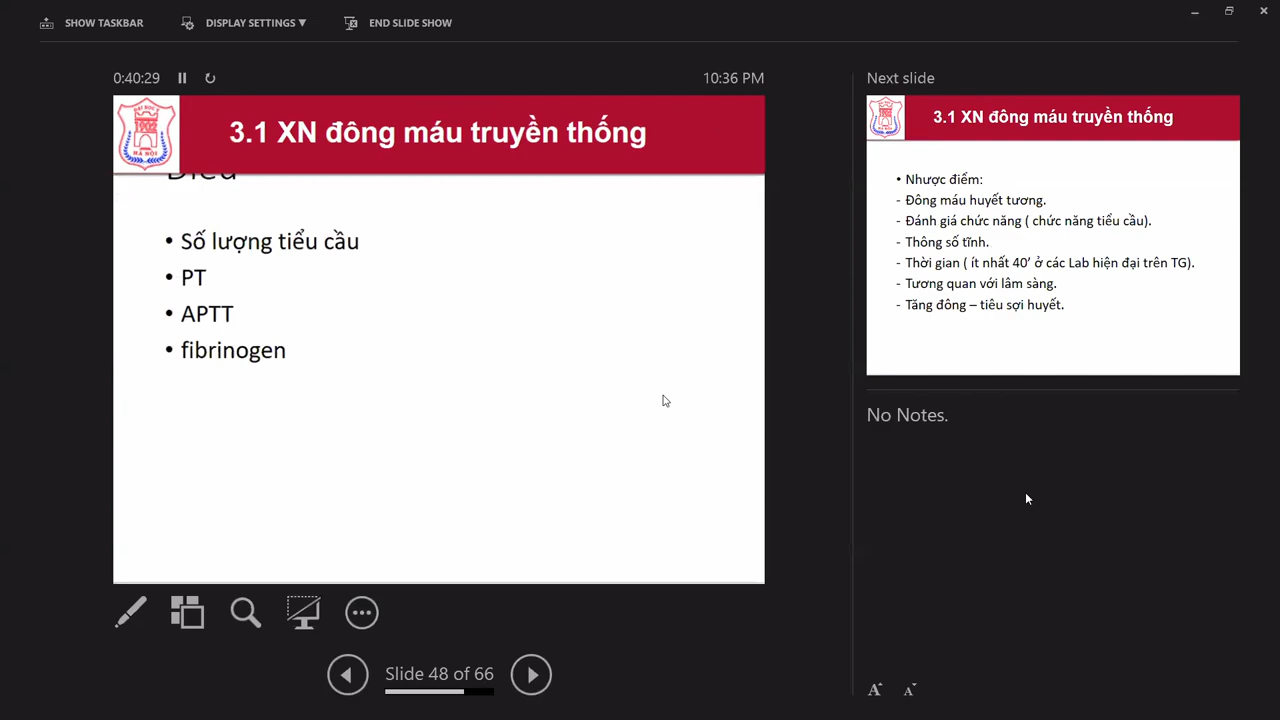 SHOW TASKBAR
DISPLAY SETTINGS ▼
END SLIDE SHOW
0:40:29
10:36 PM
3.1 XN đông máu truyền thống
• Số lượng tiểu cầu
• PT
• APTT
• fibrinogen
Slide 48 of 66
Next slide
3.1 XN đông máu truyền thống
• Nhược điểm:
- Đông máu huyết tương.
- Đánh giá chức năng ( chức năng tiểu cầu).
- Thông số tĩnh.
- Thời gian ( ít nhất 40’ ở các Lab hiện đại trên TG).
- Tương quan với lâm sàng.
- Tăng đông – tiêu sợi huyết.
No Notes.
A A